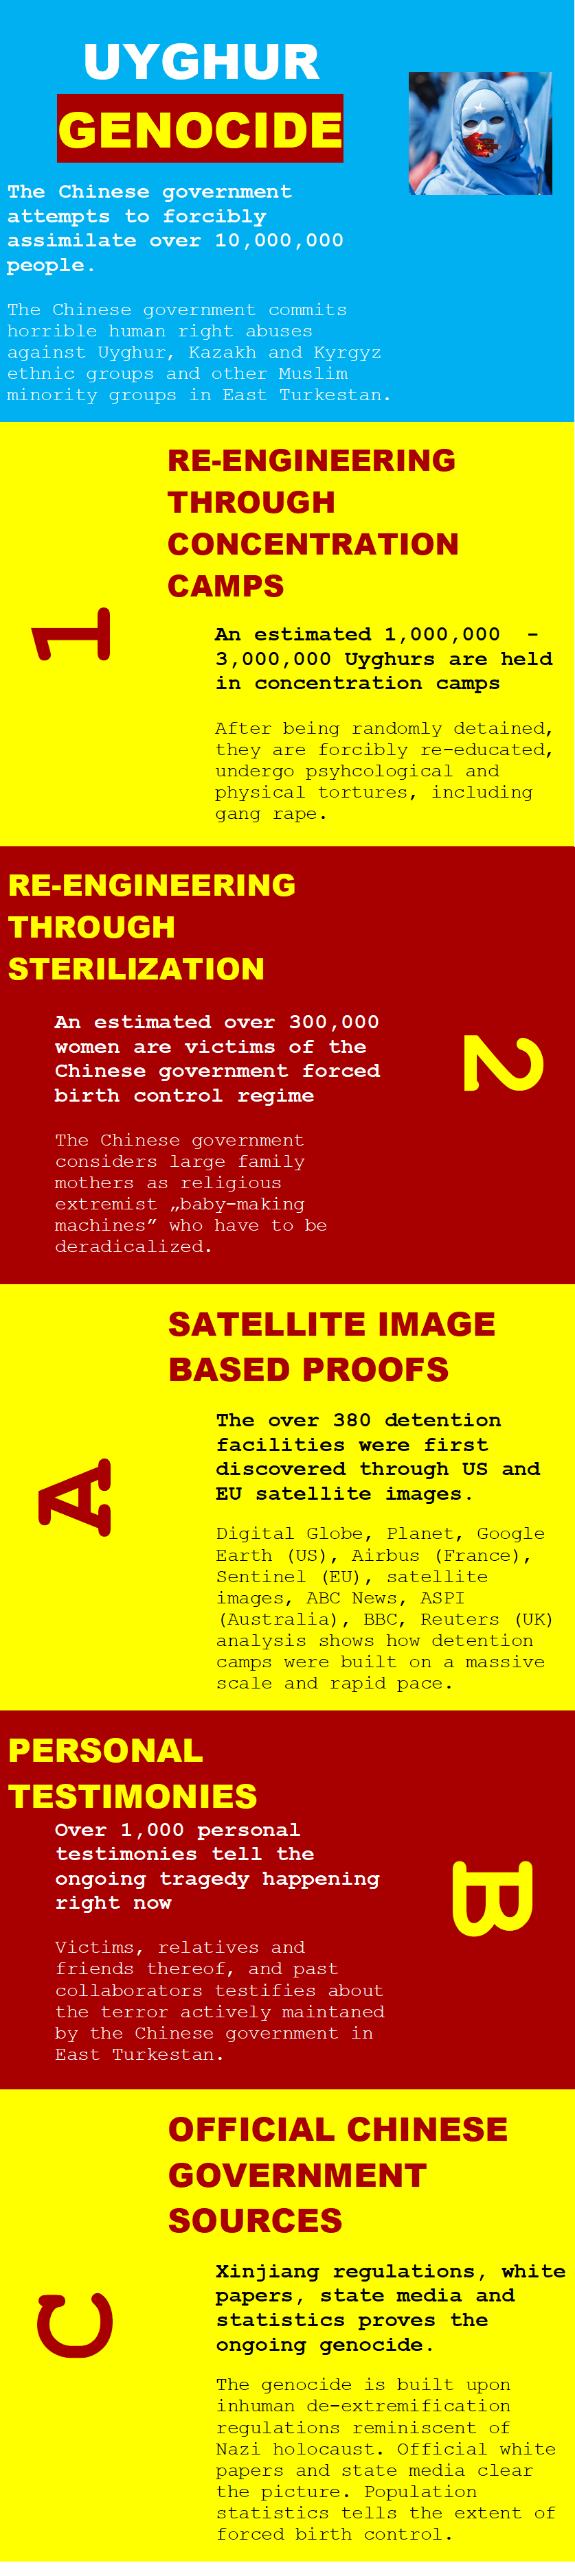 UYGHUR
GENOCIDE
The Chinese government
attempts to forcibly
assimilate over 10,000,000
people.
The Chinese government commits
horrible human right abuses
against Uyghur, Kazakh and Kyrgyz
ethnic groups and other Muslim
minority groups in East Turkestan.
RE-ENGINEERING
THROUGH
CONCENTRATION
CAMPS
1
An estimated 1,000,000 -
3,000,000 Uyghurs are held
in concentration camps
After being randomly detained,
they are forcibly re-educated,
undergo psyhcological and
physical tortures, including
gang rape.
RE-ENGINEERING
THROUGH
STERILIZATION
An estimated over 300,000
women are victims of the
Chinese government forced
birth control regime
2
The Chinese government
considers large family
mothers as religious
extremist „baby-making
machines” who have to be
deradicalized.
SATELLITE IMAGE
BASED PROOFS
A
The over 380 detention
facilities were first
discovered through US and
EU satellite images.
Digital Globe, Planet, Google
Earth (US), Airbus (France),
Sentinel (EU), satellite
images, ABC News, ASPI
(Australia), BBC, Reuters (UK)
analysis shows how detention
camps were built on a massive
scale and rapid pace.
PERSONAL
TESTIMONIES
Over 1,000 personal
testimonies tell the
ongoing tragedy happening
right now
B
Victims, relatives and
friends thereof, and past
collaborators testifies about
the terror actively maintaned
by the Chinese government in
East Turkestan.
OFFICIAL CHINESE
GOVERNMENT
SOURCES
C
Xinjiang regulations, white
papers, state media and
statistics proves the
ongoing genocide.
The genocide is built upon
inhuman de-extremification
regulations reminiscent of
Nazi holocaust. Official white
papers and state media clear
the picture. Population
statistics tells the extent of
forced birth control.